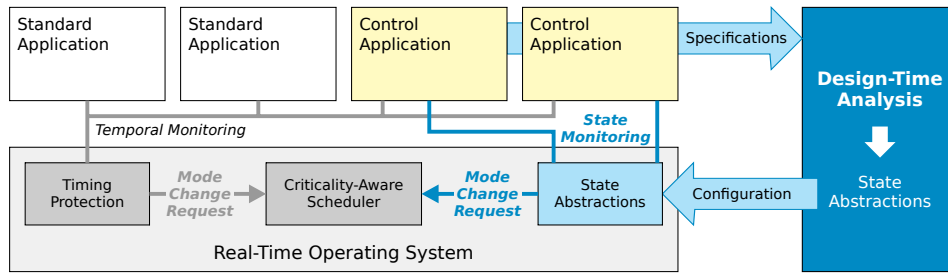 Standard
Application
Standard
Application
Control
Application
Control
Application
Specifications
Design-Time
Analysis
State
Abstractions
Temporal Monitoring
State
Monitoring
Timing
Protection
Mode
Change
Request
Criticality-Aware
Scheduler
Mode
Change
Request
State
Abstractions
Configuration
Real-Time Operating System